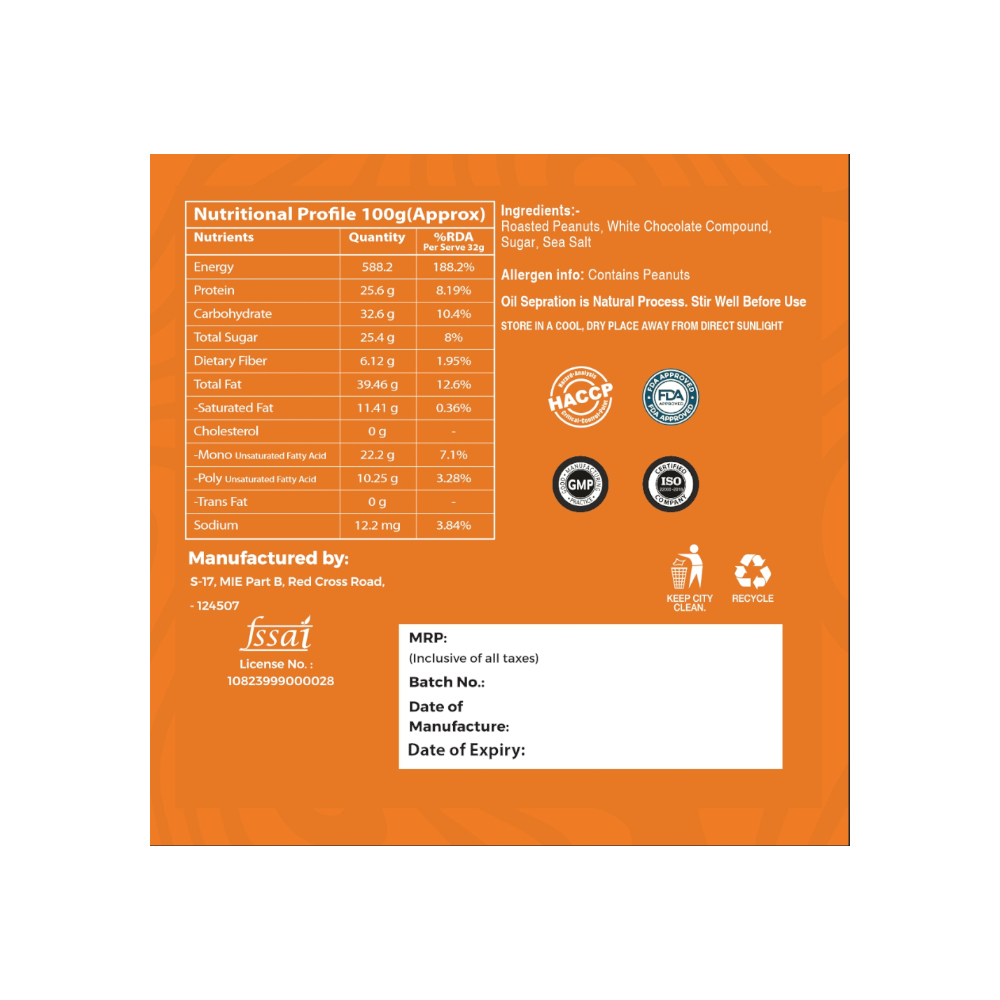 Nutritional Profile 100g(Approx)
Nutrients Quantity %RDA
Per Serve 32g
Energy 588.2 188.2%
Protein 25.6 g 8.19%
Carbohydrate 32.6 g 10.4%
Total Sugar 25.4 g 8%
Dietary Fiber 6.12 g 1.95%
Total Fat 39.46 g 12.6%
-Saturated Fat 11.41 g 0.36%
Cholesterol 0 g -
-Mono Unsaturated Fatty Acid 22.2 g 7.1%
-Poly Unsaturated Fatty Acid 10.25 g 3.28%
-Trans Fat 0 g -
Sodium 12.2 mg 3.84%
Ingredients:-
Roasted Peanuts, White Chocolate Compound,
Sugar, Sea Salt
Allergen info: Contains Peanuts
Oil Sepration is Natural Process. Stir Well Before Use
STORE IN A COOL, DRY PLACE AWAY FROM DIRECT SUNLIGHT
HACCP
FDA APPROVED
FDA
APPROVED
FDA APPROVED
GOOD MANUFACTURING
GMP
PRACTICE
CERTIFIED
ISO
COMPANY
KEEP CITY
CLEAN.
RECYCLE
Manufactured by:
S-17, MIE Part B, Red Cross Road,
- 124507
fssai
License No. :
10823999000028
MRP:
(Inclusive of all taxes)
Batch No.:
Date of
Manufacture:
Date of Expiry: